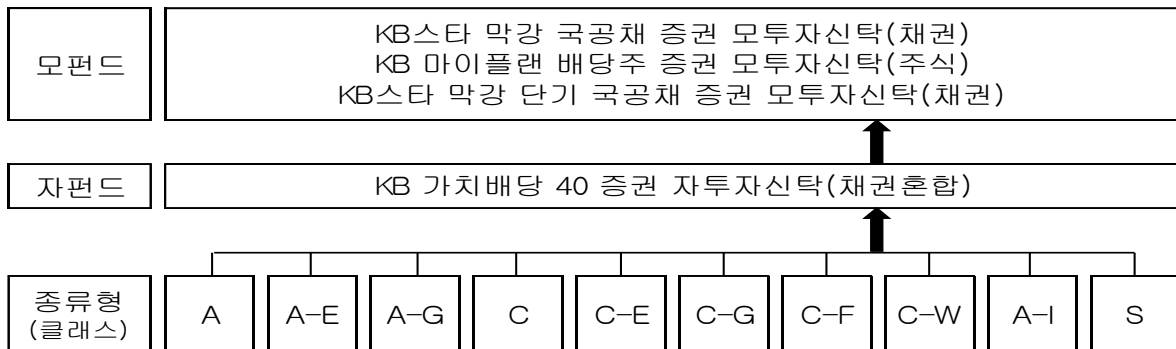 모펀드
KB스타 막강 국공채 증권 모투자신탁(채권)
KB 마이플랜 배당주 증권 모투자신탁(주식)
KB스타 막강 단기 국공채 증권 모투자신탁(채권)
자펀드
KB 가치배당 40 증권 자투자신탁(채권혼합)
종류형
(클래스)
A
A-E
A-G
C
C-E
C-G
C-F
C-W
A-I
S